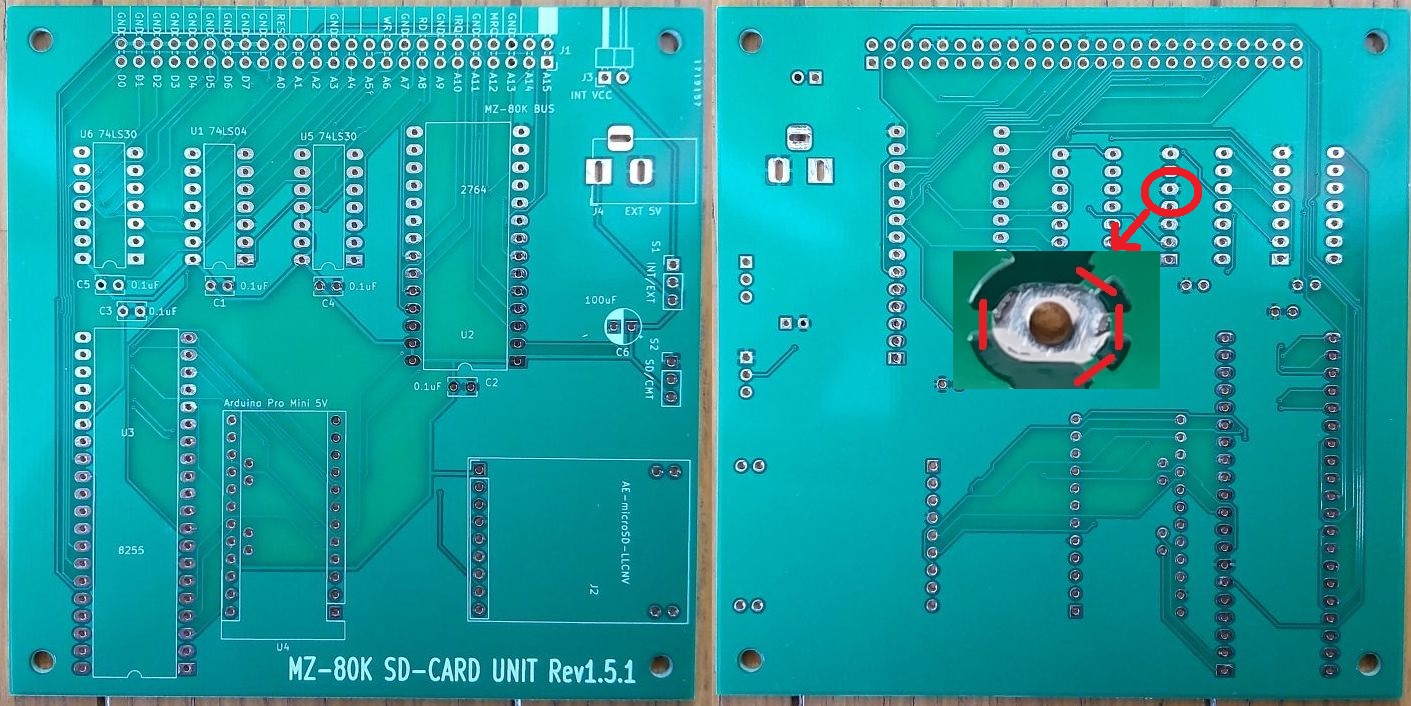 GND GND GND GND GND GND GND GND GND RES WR GND RD GND IRQ GND MRQ GND
J1
D0 D1 D2 D3 D4 D5 D6 D7 A0 A1 A2 A3 A4 A5 A6 A7 A8 A9 A10 A11 A12 A13 A14 A15
J3
INT VCC
MZ-80K BUS
U6 74LS30
U1 74LS04
U5 74LS30
2764
J4
EXT 5V
S1
INT/EXT
C5
0.1uF
C1
0.1uF
C4
0.1uF
C3
0.1uF
100uF
C6
U2
S2
SD/CMT
0.1uF
C2
Arduino Pro Mini 5V
U3
8255
AE-microSD-LLCNV
J2
U4
MZ-80K SD-CARD UNIT Rev1.5.1